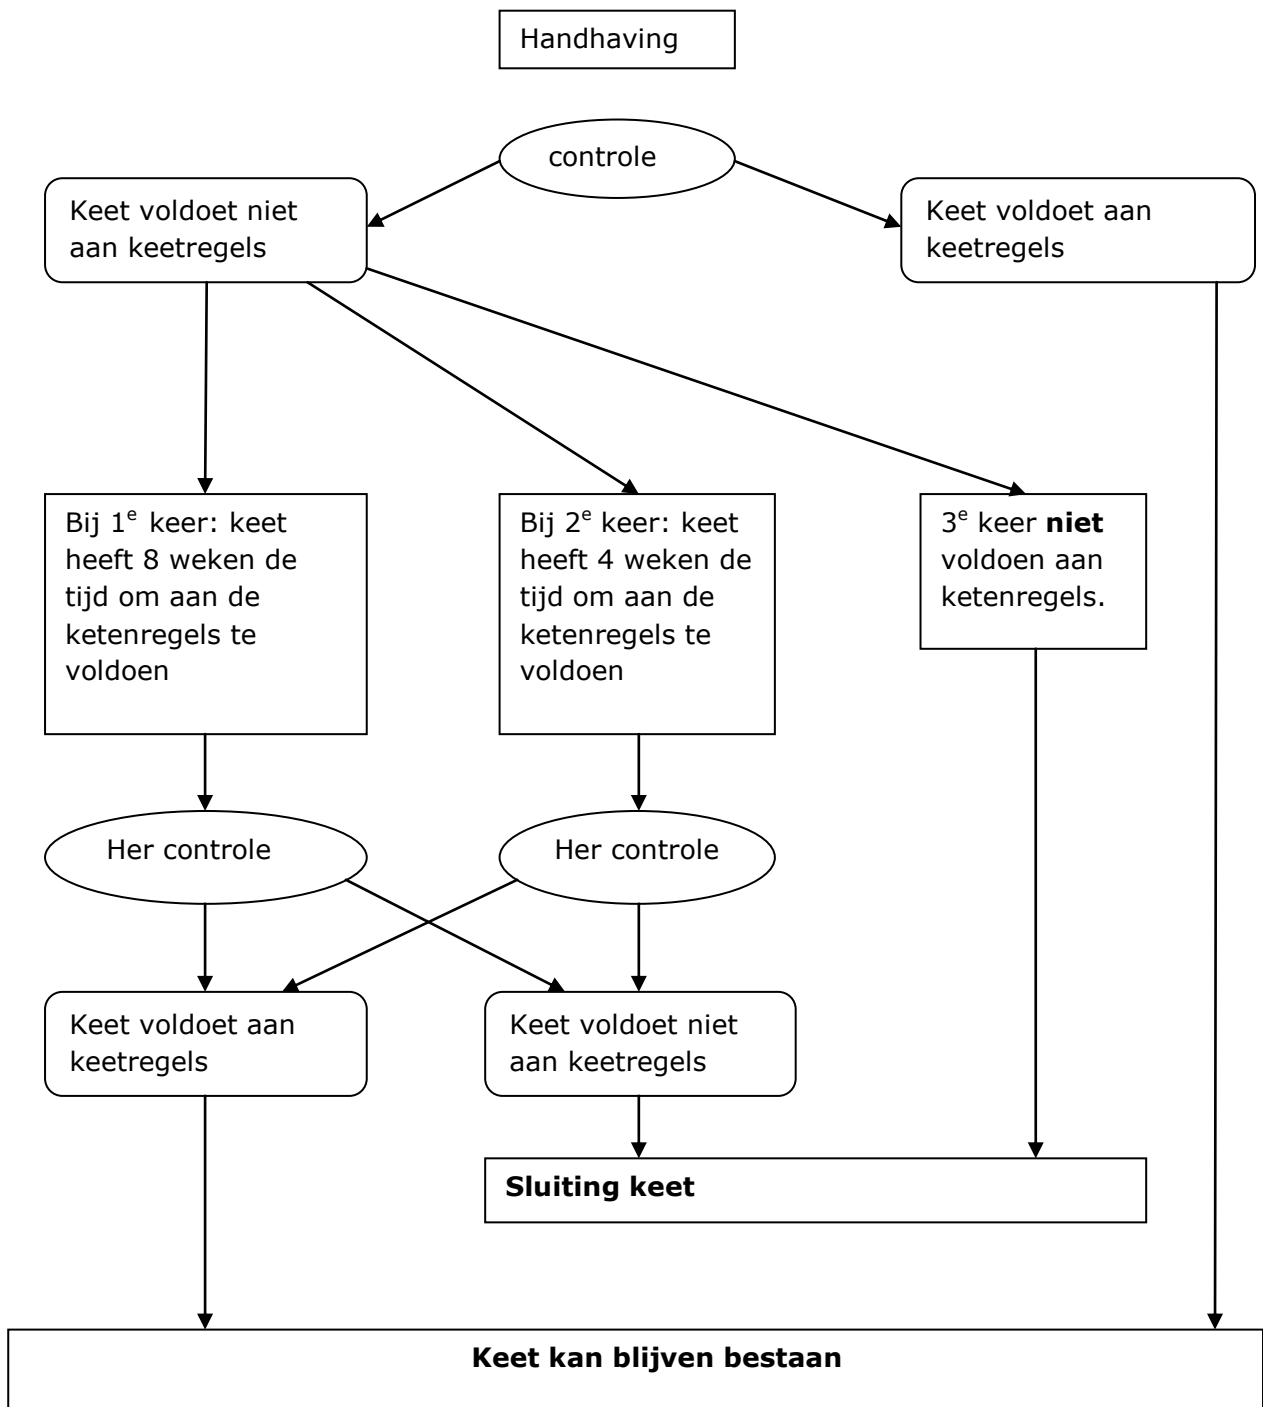 Handhaving
controle
Keet voldoet niet
aan keetregels
Keet voldoet aan
keetregels
Bij 1e keer: keet
heeft 8 weken de
tijd om aan de
ketenregels te
voldoen
Bij 2e keer: keet
heeft 4 weken de
tijd om aan de
ketenregels te
voldoen
3e keer niet
voldoen aan
ketenregels.
Her controle
Her controle
Keet voldoet aan
keetregels
Keet voldoet niet
aan keetregels
Sluiting keet
Keet kan blijven bestaan